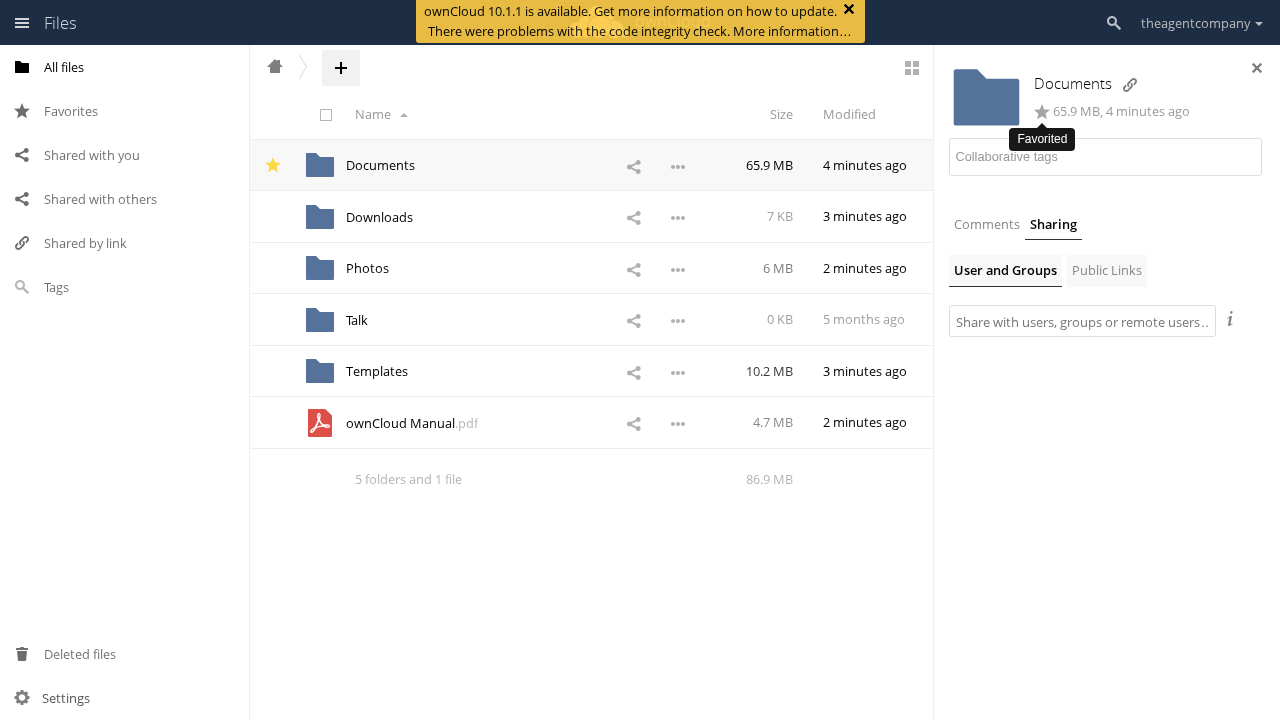 Files
ownCloud 10.1.1 is available. Get more information on how to update.
There were problems with the code integrity check. More information…
theagentcompany
All files
Favorites
Shared with you
Shared with others
Shared by link
Tags
Deleted files
Settings
Name
Size
Modified
Documents
65.9 MB
4 minutes ago
Downloads
7 KB
3 minutes ago
Photos
6 MB
2 minutes ago
Talk
0 KB
5 months ago
Templates
10.2 MB
3 minutes ago
ownCloud Manual.pdf
4.7 MB
2 minutes ago
5 folders and 1 file
86.9 MB
Documents
65.9 MB, 4 minutes ago
Favorited
Collaborative tags
Comments
Sharing
User and Groups
Public Links
Share with users, groups or remote users…
i